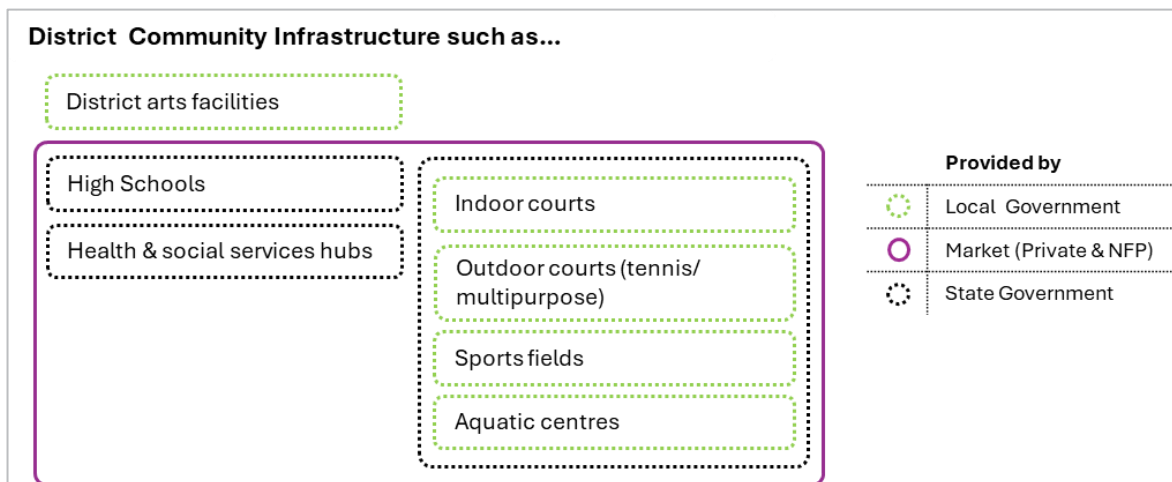 District Community Infrastructure such as...
District arts facilities
High Schools
Health & social services hubs
Indoor courts
Outdoor courts (tennis/
multipurpose)
Sports fields
Aquatic centres
Provided by
Local Government
Market (Private & NFP)
State Government